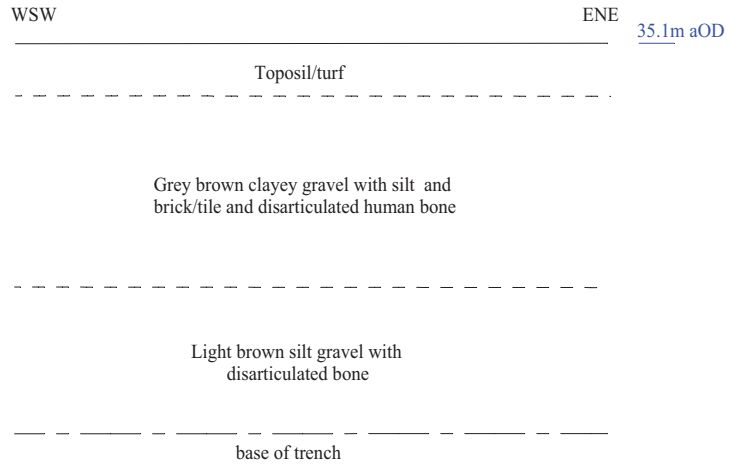 WSW
ENE
35.1m aOD
Toposil/turf
Grey brown clayey gravel with silt and
brick/tile and disarticulated human bone
Light brown silt gravel with
disarticulated bone
base of trench